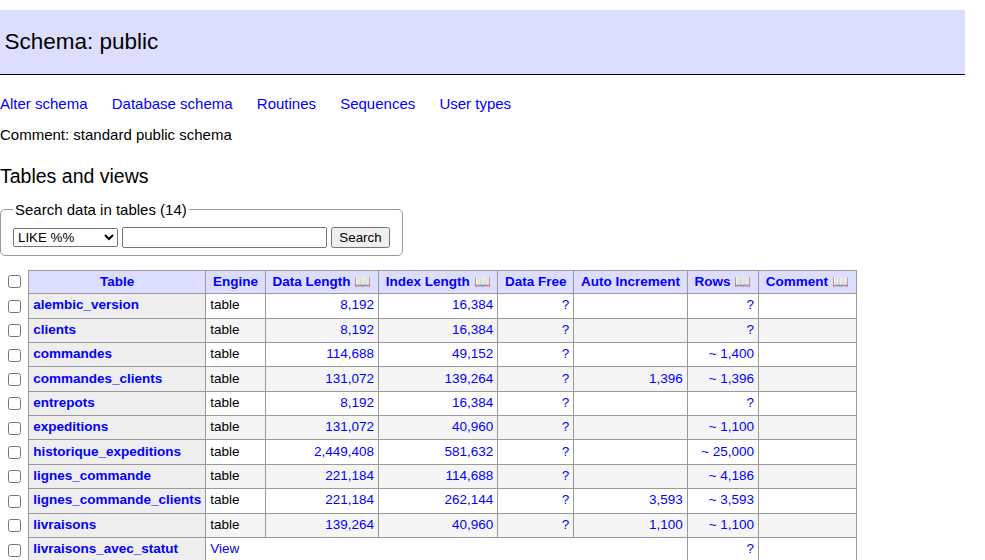 Schema: public
Alter schema Database schema Routines Sequences User types
Comment: standard public schema
Tables and views
Search data in tables (14)
LIKE %% Search
Table Engine Data Length 📖 Index Length 📖 Data Free Auto Increment Rows 📖 Comment 📖
alembic_version table 8,192 16,384 ? ?
clients table 8,192 16,384 ? ?
commandes table 114,688 49,152 ? ~ 1,400
commandes_clients table 131,072 139,264 ? 1,396 ~ 1,396
entrepots table 8,192 16,384 ? ?
expeditions table 131,072 40,960 ? ~ 1,100
historique_expeditions table 2,449,408 581,632 ? ~ 25,000
lignes_commande table 221,184 114,688 ? ~ 4,186
lignes_commande_clients table 221,184 262,144 ? 3,593 ~ 3,593
livraisons table 139,264 40,960 ? 1,100 ~ 1,100
livraisons_avec_statut View ?